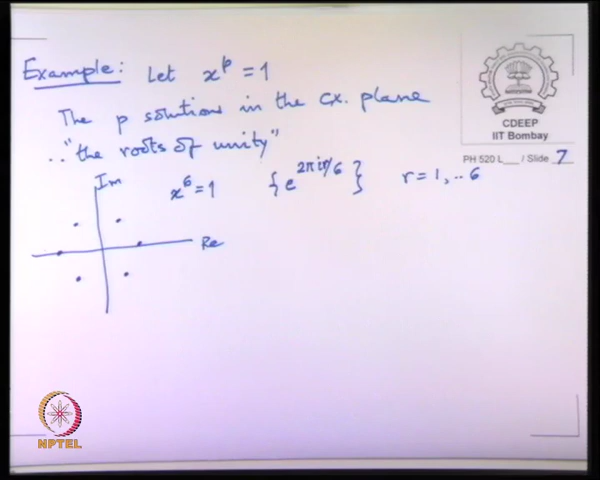 Example: Let x^p = 1
The p solutions in the cx. plane
.. "the roots of unity"
x^6 = 1 { e^{2πir/6} } r = 1, .. 6
Im
Re
CDEEP
IIT Bombay
PH 520 L___ / Slide 7
NPTEL